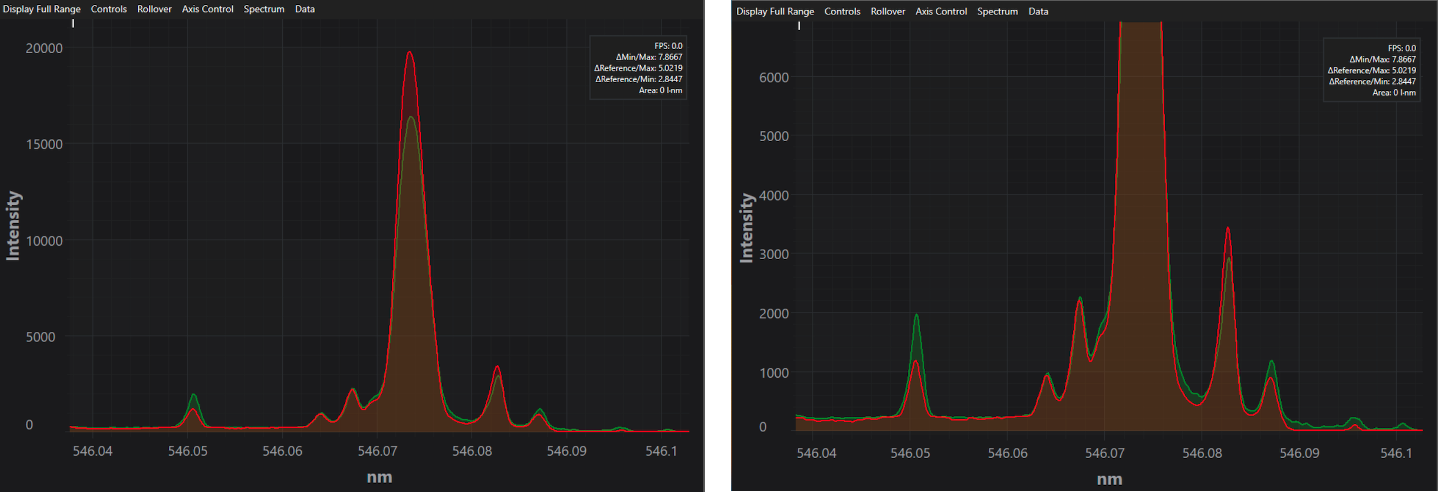 Display Full Range Controls Rollover Axis Control Spectrum Data
FPS: 0.0
ΔMin/Max: 7.8667
ΔReference/Max: 5.0219
ΔReference/Min: 2.8447
Area: 0 I-nm
20000
15000
10000
5000
0
Intensity
546.04 546.05 546.06 546.07 546.08 546.09 546.1
nm
Display Full Range Controls Rollover Axis Control Spectrum Data
FPS: 0.0
ΔMin/Max: 7.8667
ΔReference/Max: 5.0219
ΔReference/Min: 2.8447
Area: 0 I-nm
6000
5000
4000
3000
2000
1000
0
Intensity
546.04 546.05 546.06 546.07 546.08 546.09 546.1
nm